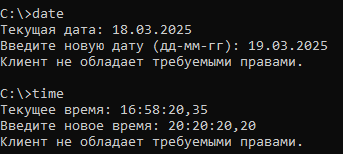 C:\>date
Текущая дата: 18.03.2025
Введите новую дату (дд-мм-гг): 19.03.2025
Клиент не обладает требуемыми правами.
C:\>time
Текущее время: 16:58:20,35
Введите новое время: 20:20:20,20
Клиент не обладает требуемыми правами.